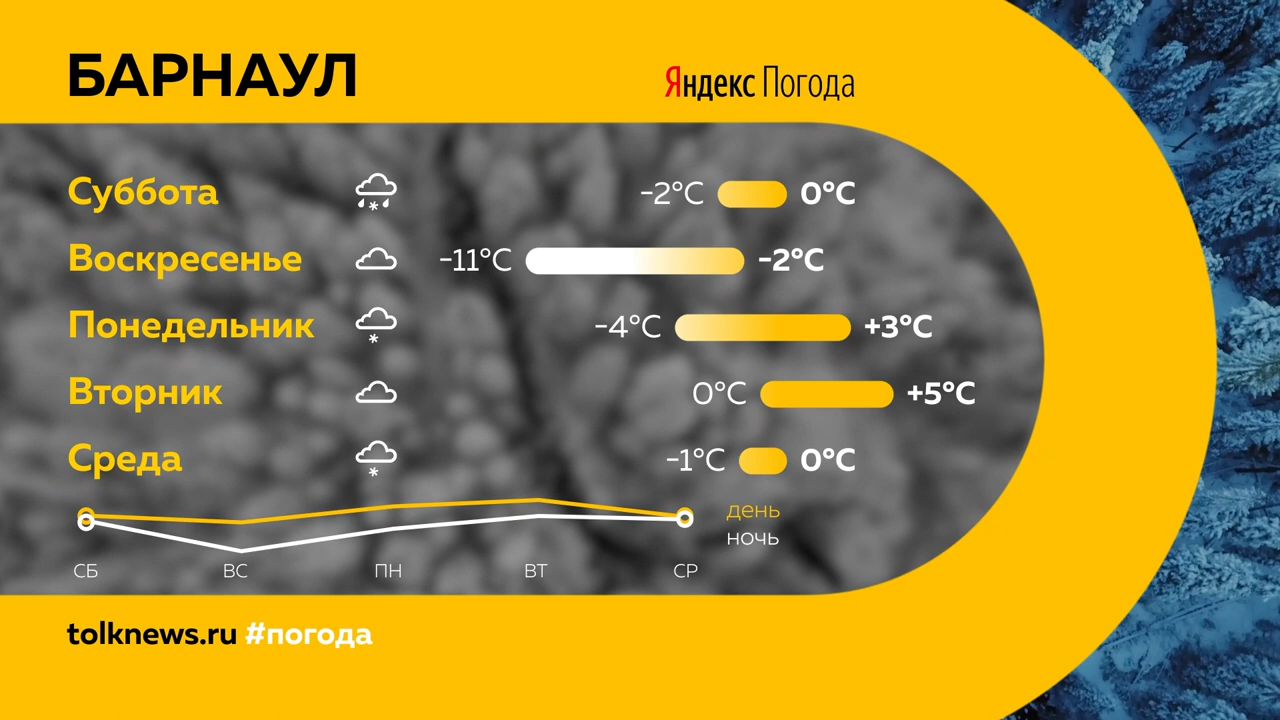 БАРНАУЛ
Яндекс Погода
Суббота -2°C 0°C
Воскресенье -11°C -2°C
Понедельник -4°C +3°C
Вторник 0°C +5°C
Среда -1°C 0°C
день
ночь
СБ ВС ПН ВТ СР
tolknews.ru #погода